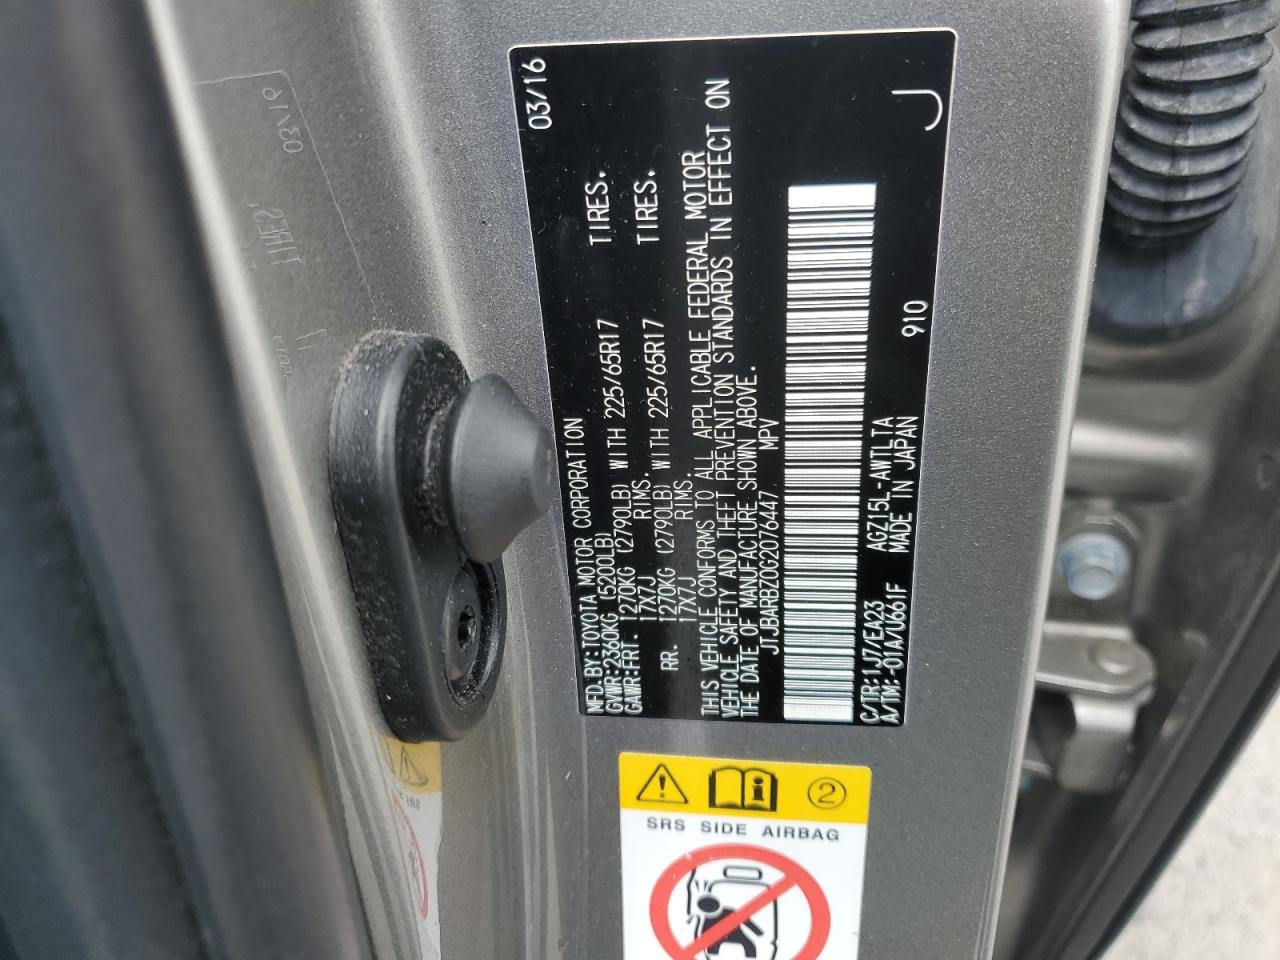 MFD. BY:TOYOTA MOTOR CORPORATION 03/16
GVWR:2360KG (5200LB)
GAWR:FRT. 1270KG (2790LB) WITH 225/65R17 TIRES.
17X7J RIMS.
RR. 1270KG (2790LB) WITH 225/65R17 TIRES.
17X7J RIMS.
THIS VEHICLE CONFORMS TO ALL APPLICABLE FEDERAL MOTOR
VEHICLE SAFETY AND THEFT PREVENTION STANDARDS IN EFFECT ON
THE DATE OF MANUFACTURE SHOWN ABOVE.
JTJBARBZ0G2076447 MPV
C/TR:1J7/EA23 AGZ15L-AWTLTA
A/TM:-01A/U661F MADE IN JAPAN 910 J
2
SRS SIDE AIRBAG